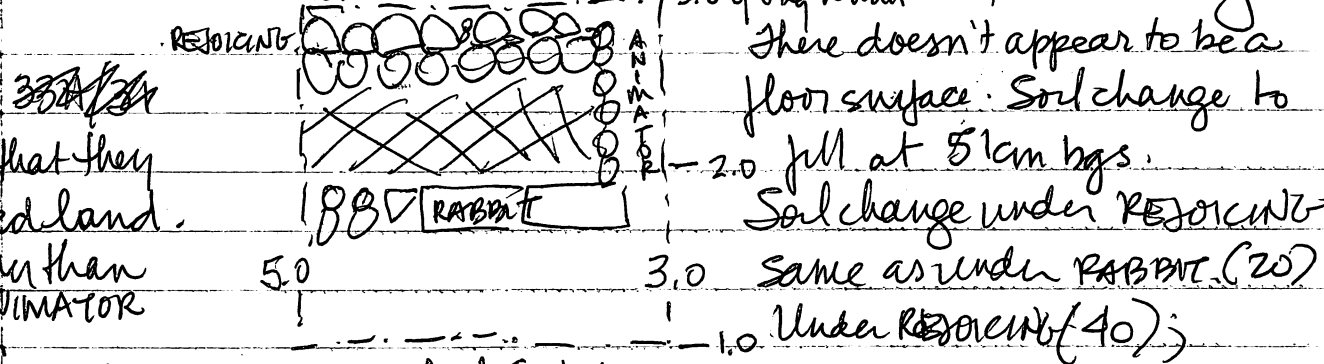 REJOICING
ANIMATOR
that they
d land.
than
IMATOR
RABBIT
2.0
5.0
3.0
1.0
There doesn't appear to be a
floor surface. Soil change to
fill at 51cm bgs.
Soil change under REJOICING
same as under RABBIT. (20)
Under REJOICING (40);